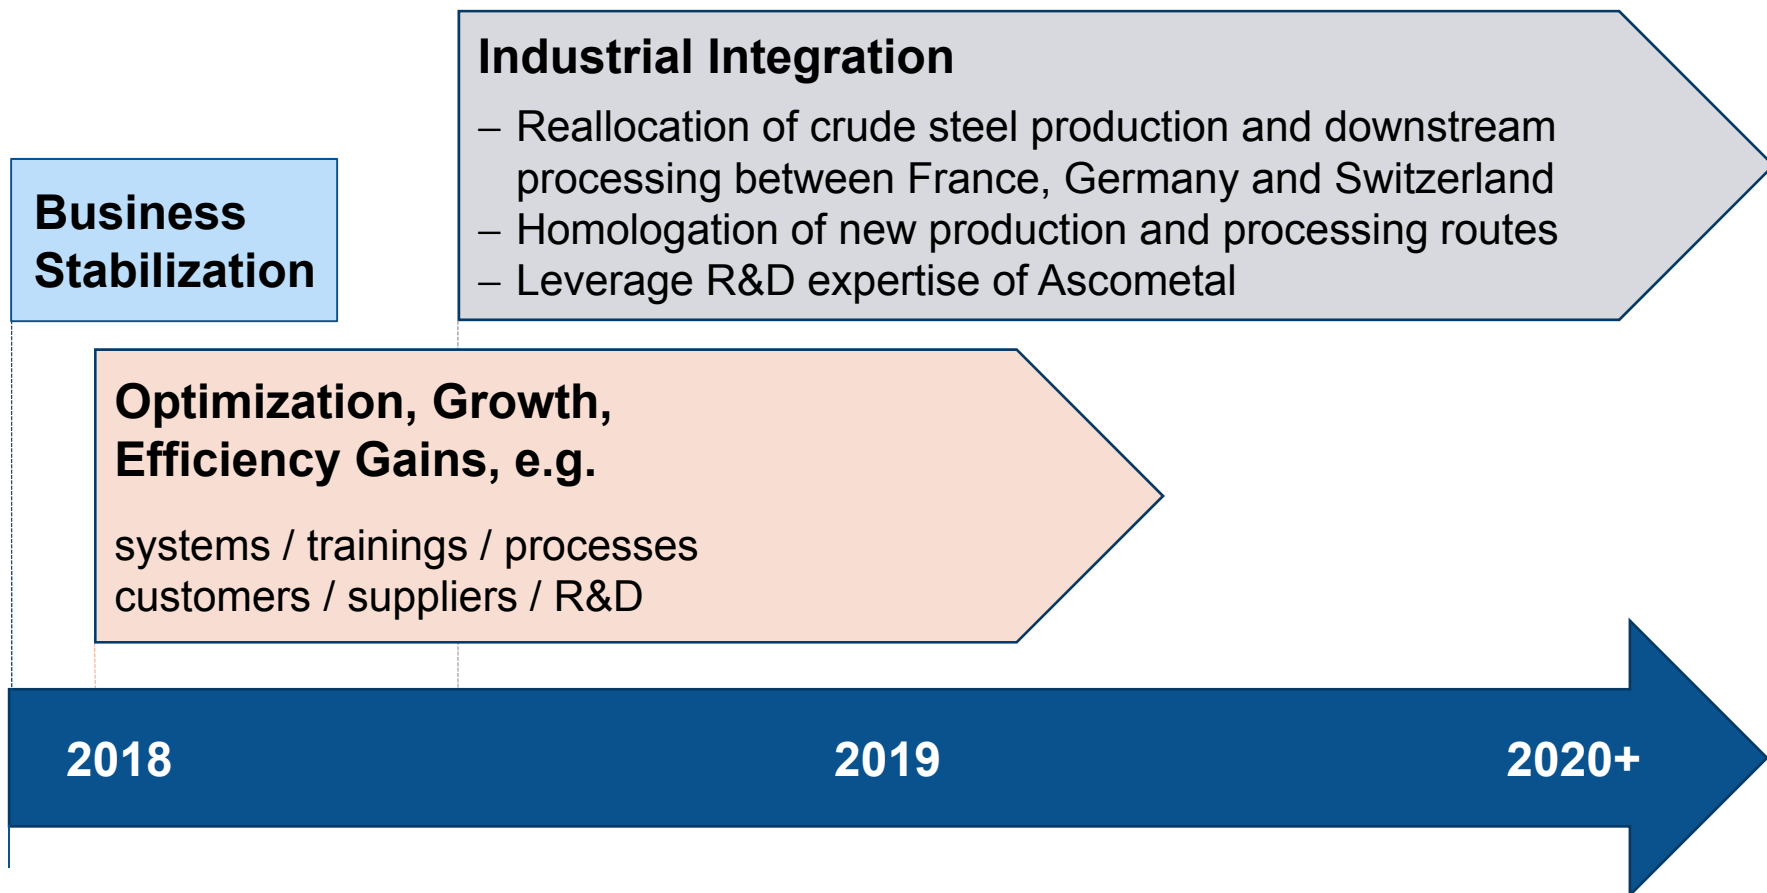 Industrial Integration
– Reallocation of crude steel production and downstream
processing between France, Germany and Switzerland
– Homologation of new production and processing routes
– Leverage R&D expertise of Ascometal
Business
Stabilization
Optimization, Growth,
Efficiency Gains, e.g.
systems / trainings / processes
customers / suppliers / R&D
2018
2019
2020+